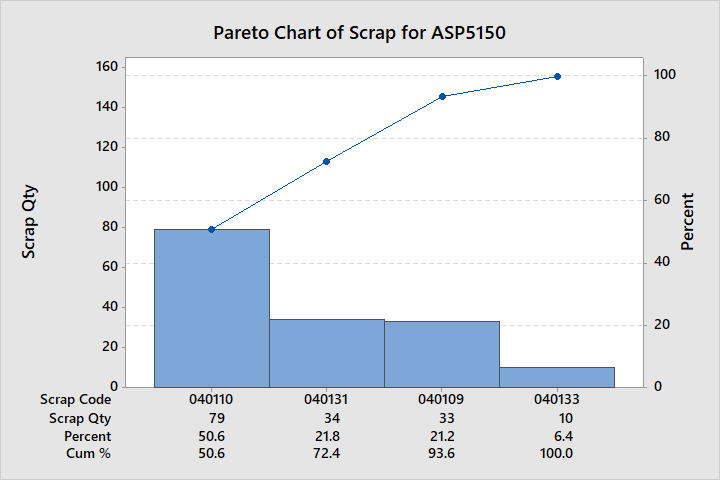 Pareto Chart of Scrap for ASP5150
160
140
120
100
80
60
40
20
0
Scrap Qty
100
80
60
40
20
0
Percent
Scrap Code 040110 040131 040109 040133
Scrap Qty 79 34 33 10
Percent 50.6 21.8 21.2 6.4
Cum % 50.6 72.4 93.6 100.0